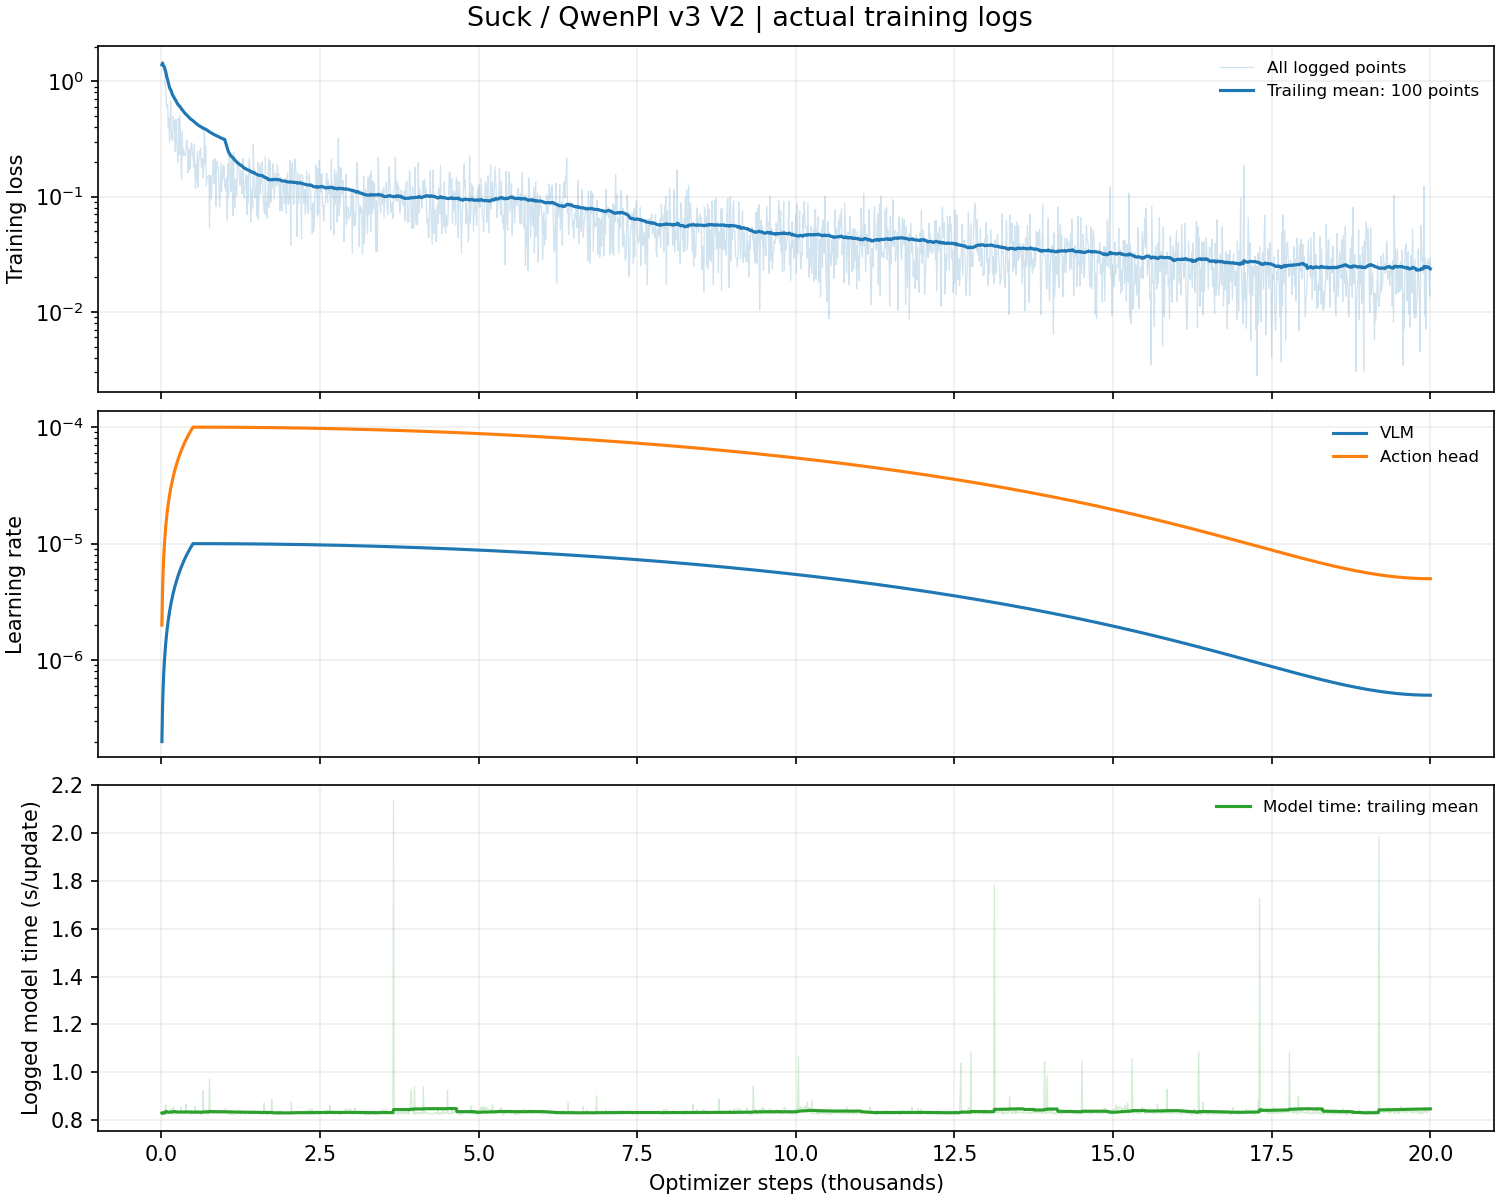 Suck / QwenPI v3 V2 | actual training logs
All logged points
Trailing mean: 100 points
Training loss
10⁰
10⁻¹
10⁻²
VLM
Action head
Learning rate
10⁻⁴
10⁻⁵
10⁻⁶
Model time: trailing mean
Logged model time (s/update)
2.2
2.0
1.8
1.6
1.4
1.2
1.0
0.8
0.0 2.5 5.0 7.5 10.0 12.5 15.0 17.5 20.0
Optimizer steps (thousands)